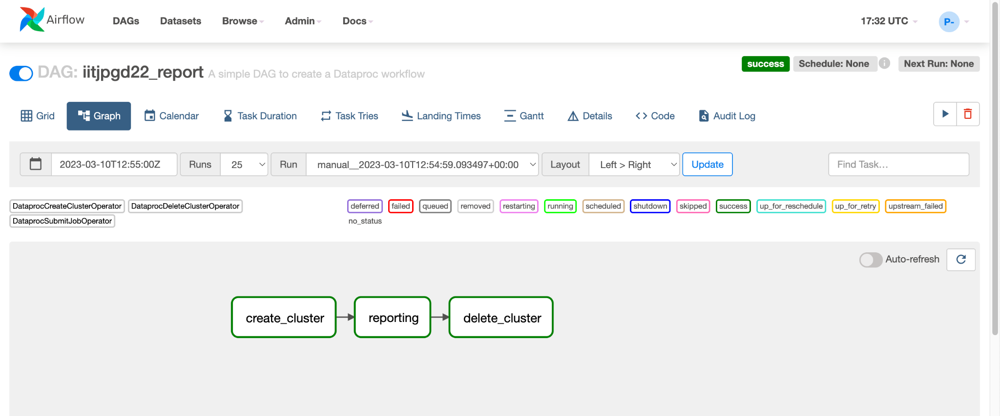 Airflow DAGs Datasets Browse Admin Docs 17:32 UTC P-
DAG: iitjpgd22_report A simple DAG to create a Dataproc workflow success Schedule: None i Next Run: None
Grid Graph Calendar Task Duration Task Tries Landing Times Gantt Details Code Audit Log
2023-03-10T12:55:00Z Runs 25 Run manual__2023-03-10T12:54:59.093497+00:00 Layout Left > Right Update Find Task…
DataprocCreateClusterOperator DataprocDeleteClusterOperator deferred failed queued removed restarting running scheduled shutdown skipped success up_for_reschedule up_for_retry upstream_failed
DataprocSubmitJobOperator no_status
Auto-refresh
create_cluster reporting delete_cluster